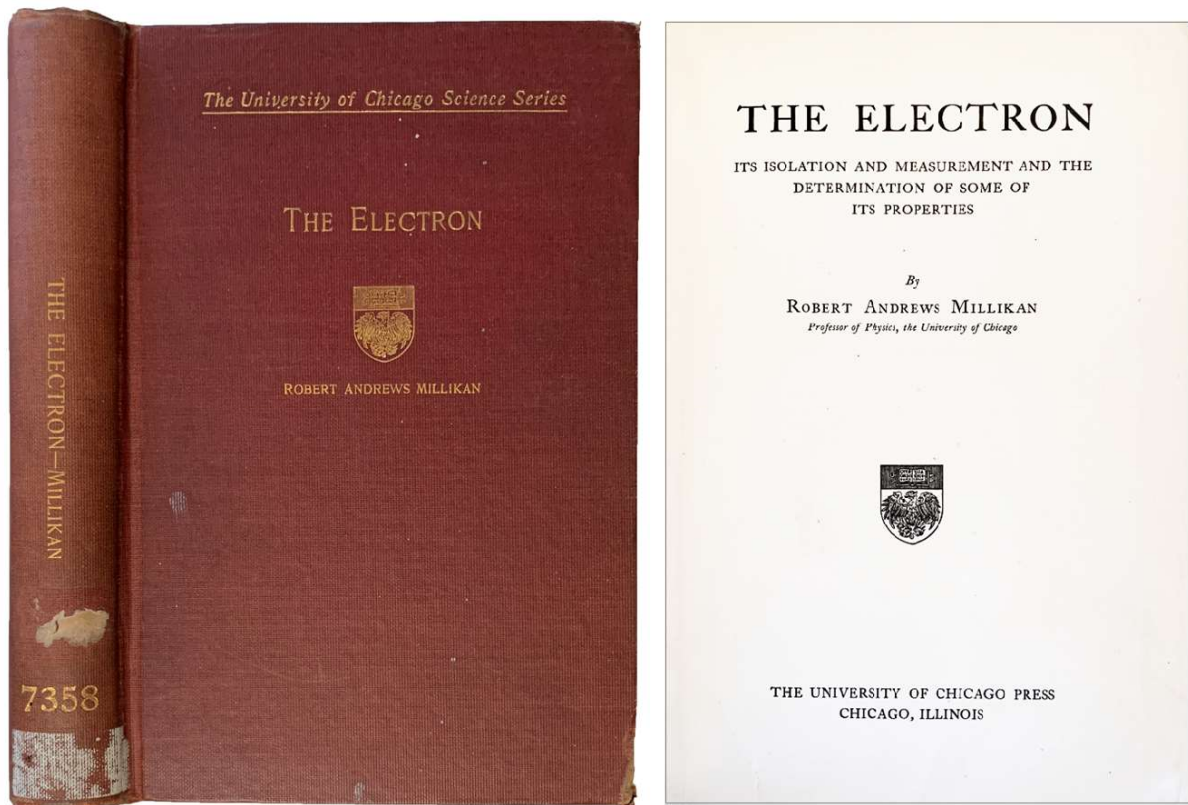 THE ELECTRON—MILLIKAN
7358
The University of Chicago Science Series
THE ELECTRON
ROBERT ANDREWS MILLIKAN
THE ELECTRON
ITS ISOLATION AND MEASUREMENT AND THE
DETERMINATION OF SOME OF
ITS PROPERTIES
By
ROBERT ANDREWS MILLIKAN
Professor of Physics, the University of Chicago
THE UNIVERSITY OF CHICAGO PRESS
CHICAGO, ILLINOIS